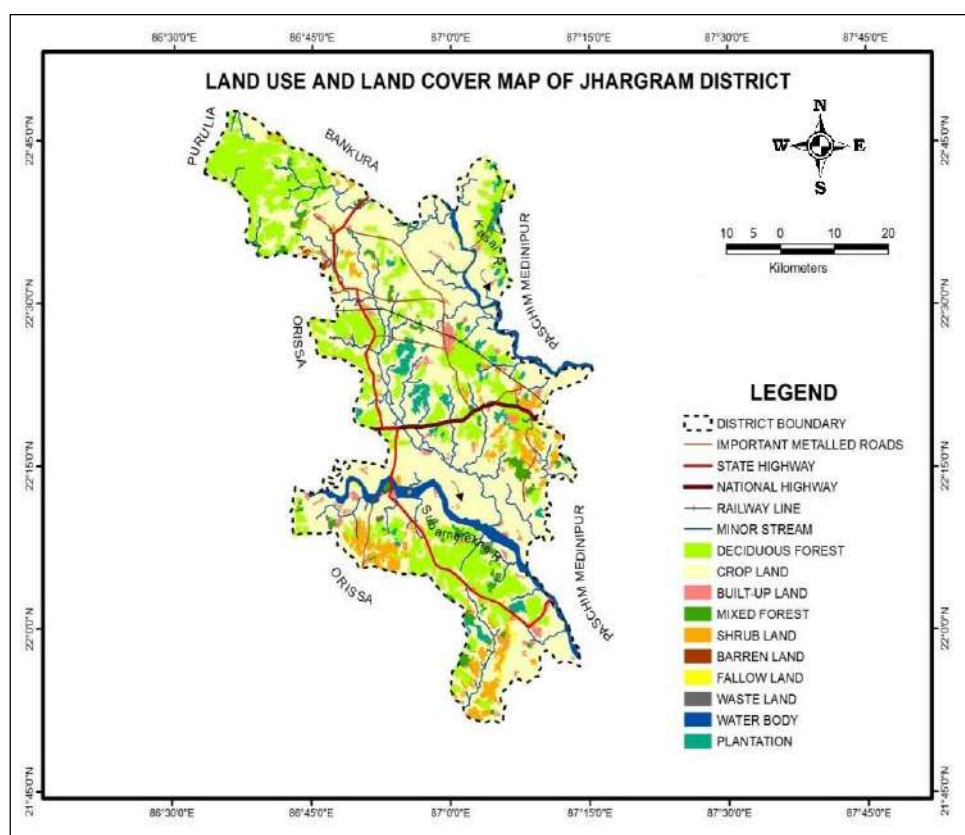 86°30'0"E 86°45'0"E 87°0'0"E 87°15'0"E 87°30'0"E 87°45'0"E
LAND USE AND LAND COVER MAP OF JHARGRAM DISTRICT
N
W E
S
10 5 0 10 20
Kilometers
22°45'0"N
22°30'0"N
22°15'0"N
22°0'0"N
21°45'0"N
PURULIA
BANKURA
Kasai R.
PASCHIM MEDINIPUR
ORISSA
Subarnarekha R.
ORISSA
PASCHIM MEDINIPUR
LEGEND
DISTRICT BOUNDARY
IMPORTANT METALLED ROADS
STATE HIGHWAY
NATIONAL HIGHWAY
RAILWAY LINE
MINOR STREAM
DECIDUOUS FOREST
CROP LAND
BUILT-UP LAND
MIXED FOREST
SHRUB LAND
BARREN LAND
FALLOW LAND
WASTE LAND
WATER BODY
PLANTATION
22°45'0"N
22°30'0"N
22°15'0"N
22°0'0"N
21°45'0"N
86°30'0"E 86°45'0"E 87°0'0"E 87°15'0"E 87°30'0"E 87°45'0"E